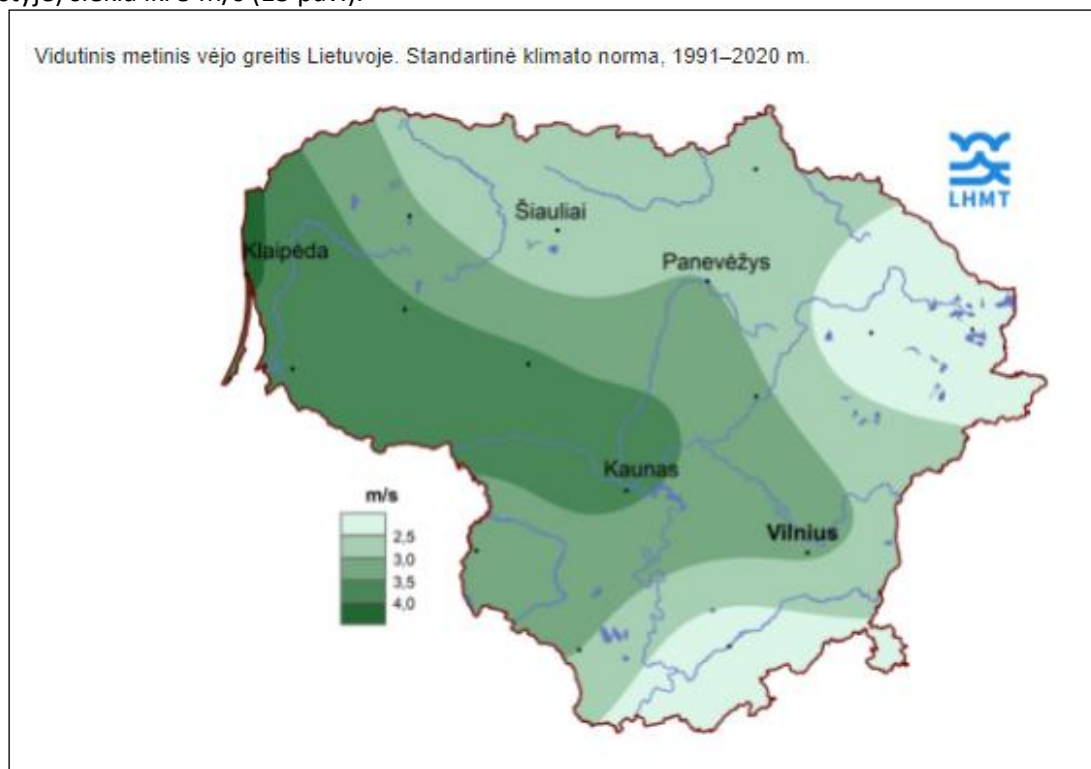 Vidutinis metinis vėjo greitis Lietuvoje. Standartinė klimato norma, 1991–2020 m.
LHMT
Šiauliai
Klaipėda
Panevėžys
Kaunas
m/s
Vilnius
2,5
3,0
3,5
4,0